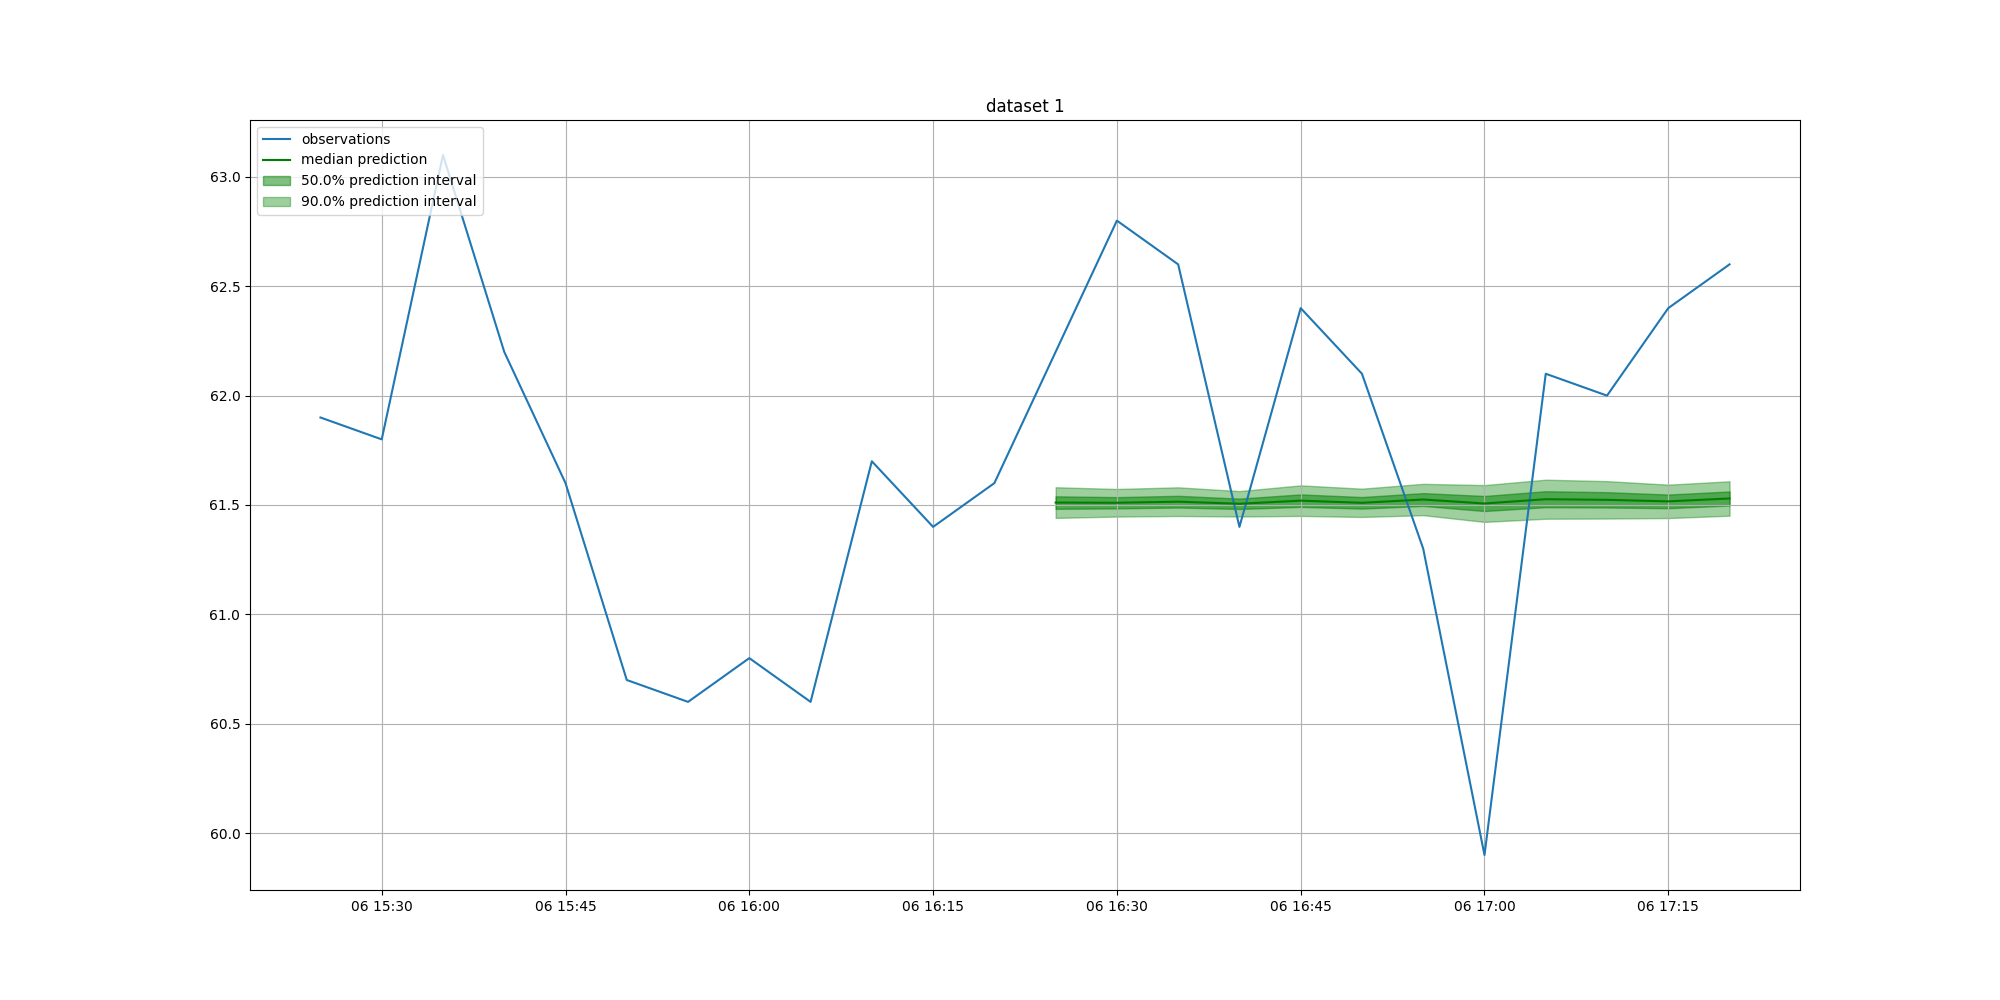 dataset 1
observations
median prediction
50.0% prediction interval
90.0% prediction interval
63.0
62.5
62.0
61.5
61.0
60.5
60.0
06 15:30 06 15:45 06 16:00 06 16:15 06 16:30 06 16:45 06 17:00 06 17:15